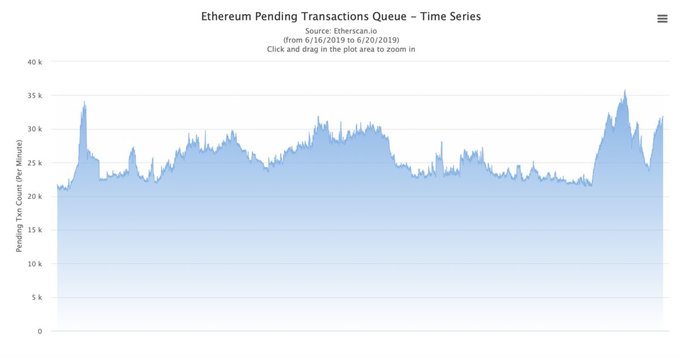 Ethereum Pending Transactions Queue - Time Series
Source: Etherscan.io
(from 6/16/2019 to 6/20/2019)
Click and drag in the plot area to zoom in
Pending Txn Count (Per Minute)
40 k
35 k
30 k
25 k
20 k
15 k
10 k
5 k
0